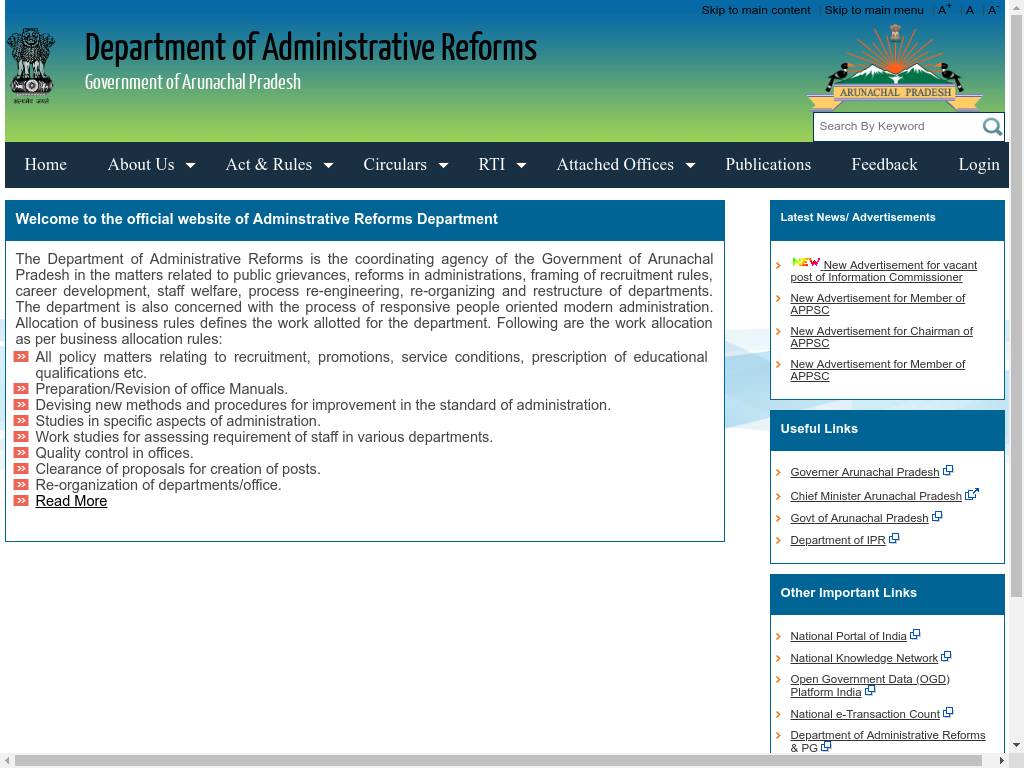 Skip to main content | Skip to main menu | A+ | A | A-
Department of Administrative Reforms
Government of Arunachal Pradesh
सत्यमेव जयते
ARUNACHAL PRADESH
Search By Keyword
Home About Us Act & Rules Circulars RTI Attached Offices Publications Feedback Login
Welcome to the official website of Adminstrative Reforms Department
The Department of Administrative Reforms is the coordinating agency of the Government of Arunachal
Pradesh in the matters related to public grievances, reforms in administrations, framing of recruitment rules,
career development, staff welfare, process re-engineering, re-organizing and restructure of departments.
The department is also concerned with the process of responsive people oriented modern administration.
Allocation of business rules defines the work allotted for the department. Following are the work allocation
as per business allocation rules:
All policy matters relating to recruitment, promotions, service conditions, prescription of educational
qualifications etc.
Preparation/Revision of office Manuals.
Devising new methods and procedures for improvement in the standard of administration.
Studies in specific aspects of administration.
Work studies for assessing requirement of staff in various departments.
Quality control in offices.
Clearance of proposals for creation of posts.
Re-organization of departments/office.
Read More
Latest News/ Advertisements
NEW New Advertisement for vacant
post of Information Commissioner
New Advertisement for Member of
APPSC
New Advertisement for Chairman of
APPSC
New Advertisement for Member of
APPSC
Useful Links
Governer Arunachal Pradesh
Chief Minister Arunachal Pradesh
Govt of Arunachal Pradesh
Department of IPR
Other Important Links
National Portal of India
National Knowledge Network
Open Government Data (OGD)
Platform India
National e-Transaction Count
Department of Administrative Reforms
& PG